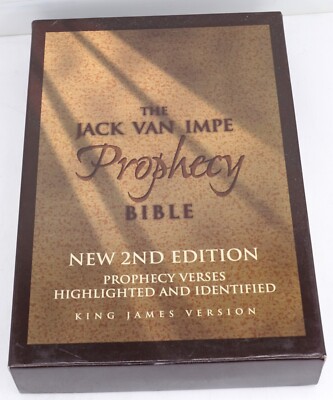 THE
JACK VAN IMPE
Prophecy
BIBLE
NEW 2ND EDITION
PROPHECY VERSES
HIGHLIGHTED AND IDENTIFIED
KING JAMES VERSION